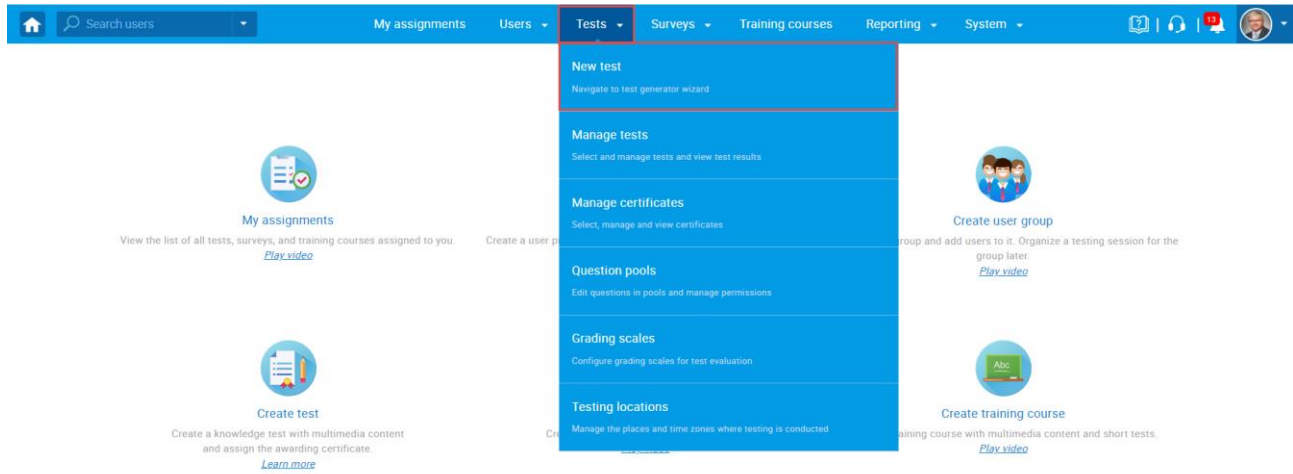 Search users
My assignments Users Tests Surveys Training courses Reporting System 13
New test
Navigate to test generator wizard
Manage tests
Select and manage tests and view test results
Manage certificates
Select, manage and view certificates
Question pools
Edit questions in pools and manage permissions
Grading scales
Configure grading scales for test evaluation
Testing locations
Manage the places and time zones where testing is conducted
My assignments
View the list of all tests, surveys, and training courses assigned to you.
Play video
Create a user
Create user group
and add users to it. Organize a testing session for the
group later.
Play video
Create test
Create a knowledge test with multimedia content
and assign the awarding certificate.
Learn more
Abc
Create training course
course with multimedia content and short tests.
Play video